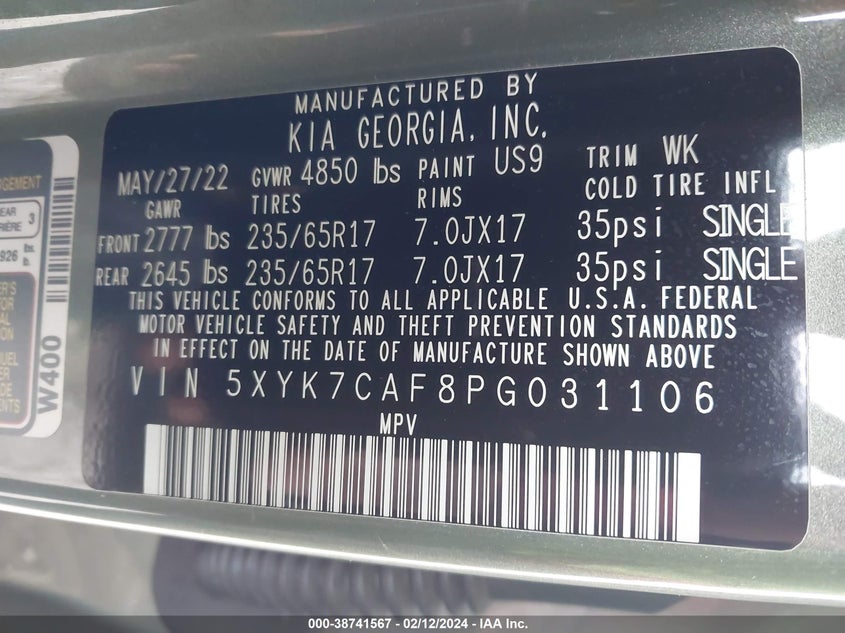 MANUFACTURED BY
KIA GEORGIA, INC.
MAY/27/22 GVWR 4850 lbs PAINT US9 TRIM WK
GAWR TIRES RIMS COLD TIRE INFL
FRONT 2777 lbs 235/65R17 7.0JX17 35psi SINGLE
REAR 2645 lbs 235/65R17 7.0JX17 35psi SINGLE
THIS VEHICLE CONFORMS TO ALL APPLICABLE U.S.A. FEDERAL
MOTOR VEHICLE SAFETY AND THEFT PREVENTION STANDARDS
IN EFFECT ON THE DATE OF MANUFACTURE SHOWN ABOVE
VIN 5XYK7CAF8PG031106
MPV
3
926 lbs.
W400
000-38741567 - 02/12/2024 - IAA Inc.